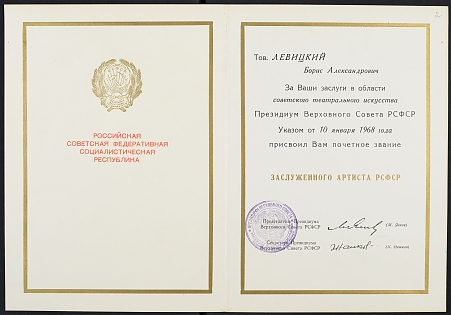 РОССИЙСКАЯ
СОВЕТСКАЯ ФЕДЕРАТИВНАЯ
СОЦИАЛИСТИЧЕСКАЯ
РЕСПУБЛИКА
2
Тов. ЛЕВИЦКИЙ
Борис Александрович
За Ваши заслуги в области
советского театрального искусства
Президиум Верховного Совета РСФСР
Указом от 10 января 1968 года
присвоил Вам почетное звание
ЗАСЛУЖЕННОГО АРТИСТА РСФСР
Председатель Президиума
Верховного Совета РСФСР
Секретарь Президиума
Верховного Совета РСФСР